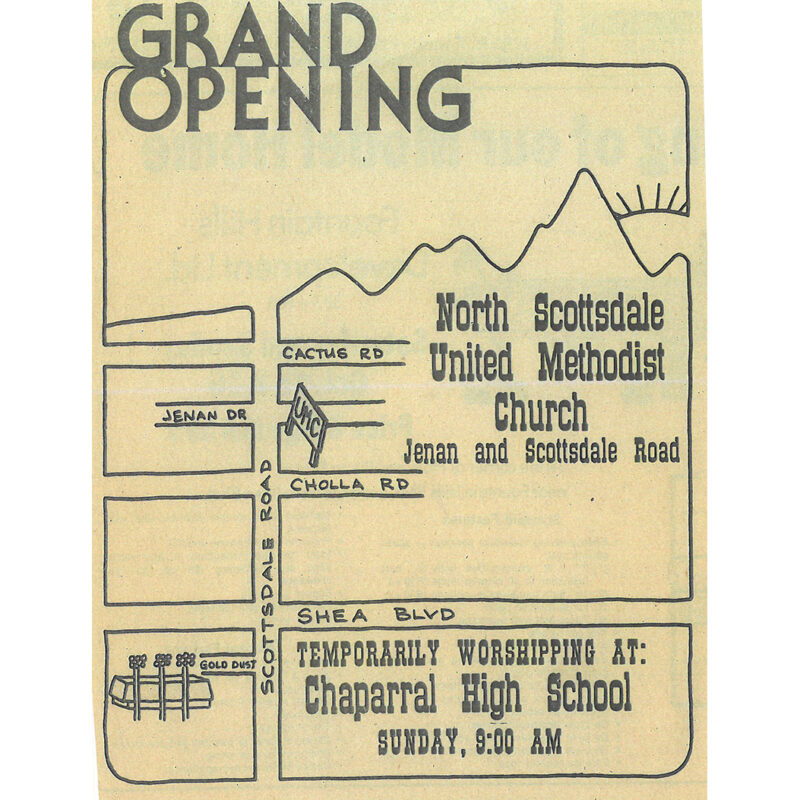 GRAND
OPENING
North Scottsdale
United Methodist
Church
Jenan and Scottsdale Road
CACTUS RD
JENAN DR
UMC
CHOLLA RD
SCOTTSDALE ROAD
SHEA BLVD
GOLD DUST
TEMPORARILY WORSHIPPING AT:
Chaparral High School
SUNDAY, 9:00 AM